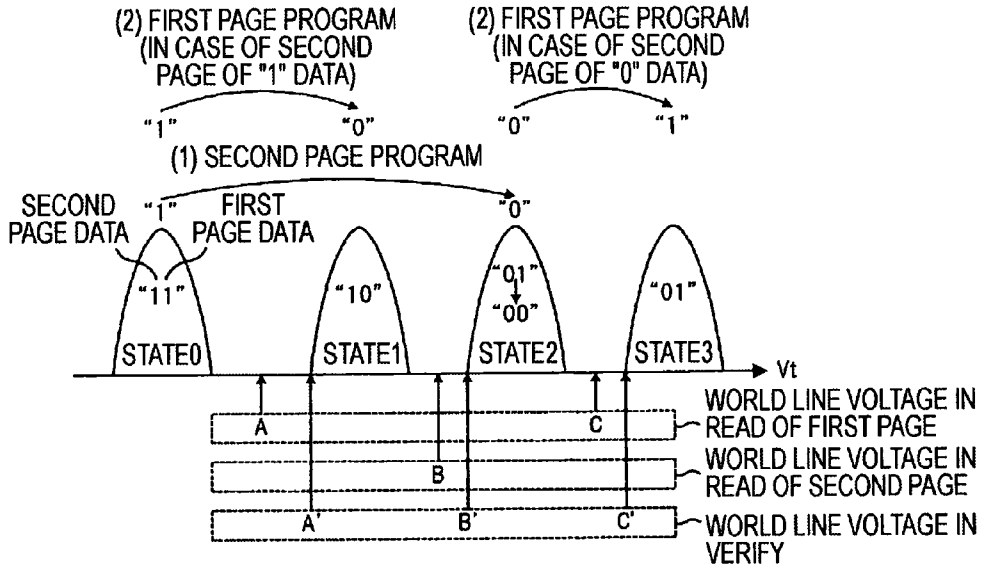 (2) FIRST PAGE PROGRAM
(IN CASE OF SECOND
PAGE OF "1" DATA)
(2) FIRST PAGE PROGRAM
(IN CASE OF SECOND
PAGE OF "0" DATA)
"1"
"0"
"0"
"1"
(1) SECOND PAGE PROGRAM
SECOND
PAGE DATA
"1"
FIRST
PAGE DATA
"0"
"11"
"10"
"01"
"00"
"01"
STATE0
STATE1
STATE2
STATE3
Vt
A
C
WORLD LINE VOLTAGE IN
READ OF FIRST PAGE
B
WORLD LINE VOLTAGE IN
READ OF SECOND PAGE
A'
B'
C'
WORLD LINE VOLTAGE IN
VERIFY